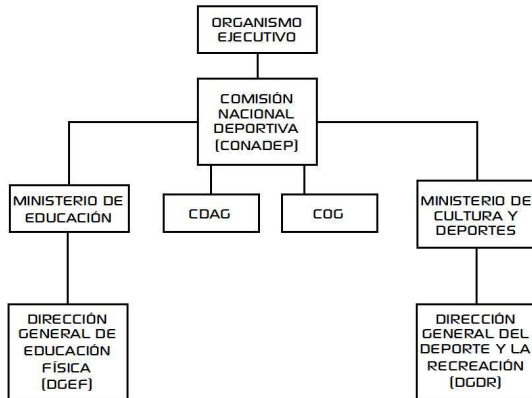 ORGANISMO
EJECUTIVO
COMISIÓN
NACIONAL
DEPORTIVA
(CONADEP)
MINISTERIO DE
EDUCACIÓN
CDAG
COG
MINISTERIO DE
CULTURA Y
DEPORTES
DIRECCIÓN
GENERAL DE
EDUCACIÓN
FÍSICA
(DGEF)
DIRECCIÓN
GENERAL DEL
DEPORTE Y LA
RECREACIÓN
(DGDR)